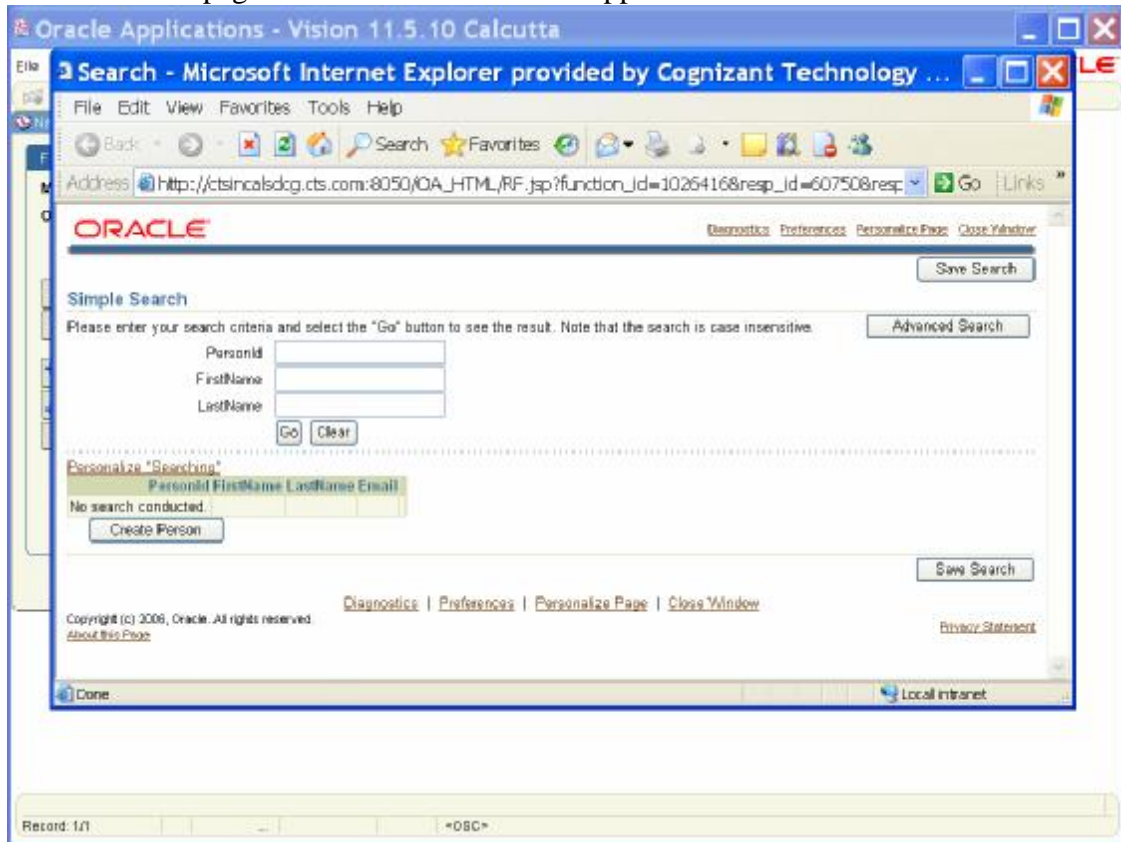 Oracle Applications - Vision 11.5.10 Calcutta
Search - Microsoft Internet Explorer provided by Cognizant Technology ...
File Edit View Favorites Tools Help
Back Search Favorites
Address http://ctsincalsdcg.cts.com:8050/OA_HTML/RF.jsp?function_id=10264168resp_id=607508resp Go Links »
ORACLE
Diagnostics Preferences Personalize Page Close Window
Save Search
Simple Search
Please enter your search criteria and select the "Go" button to see the result. Note that the search is case insensitive. Advanced Search
PersonId
FirstName
LastName
Go Clear
Personalize "Searching"
PersonId FirstName LastName Email
No search conducted.
Create Person
Save Search
Diagnostics | Preferences | Personalize Page | Close Window
Copyright (c) 2006, Oracle. All rights reserved.
About this Page Privacy Statement
Done Local intranet
Record: 1/1 ... <OSC>